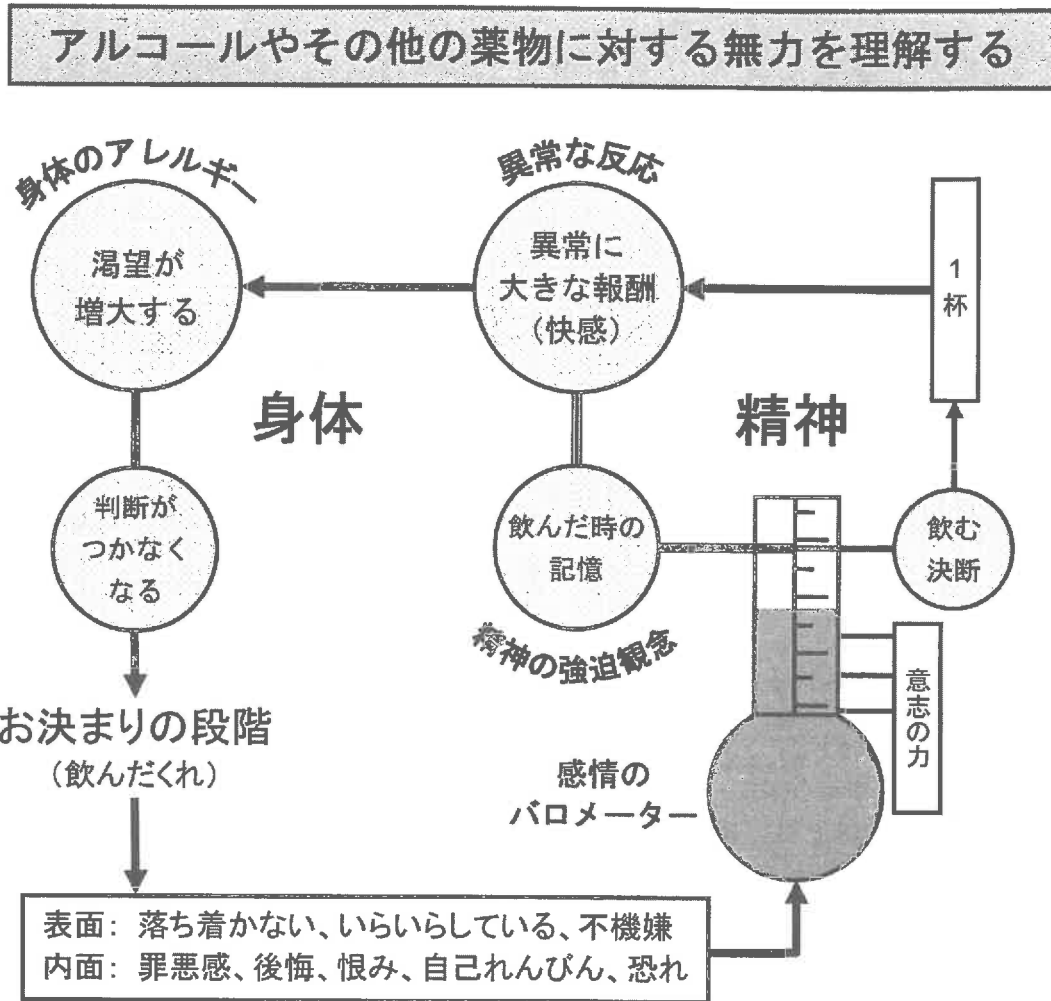 アルコールやその他の薬物に対する無力を理解する
身体のアレルギー
渇望が
増大する
異常な反応
異常に
大きな報酬
(快感)
1
杯
身体
精神
判断が
つかなく
なる
飲んだ時の
記憶
精神の強迫観念
飲む
決断
お決まりの段階
(飲んだくれ)
感情の
バロメーター
意志の力
表面: 落ち着かない、いらいらしている、不機嫌
内面: 罪悪感、後悔、恨み、自己れんびん、恐れ